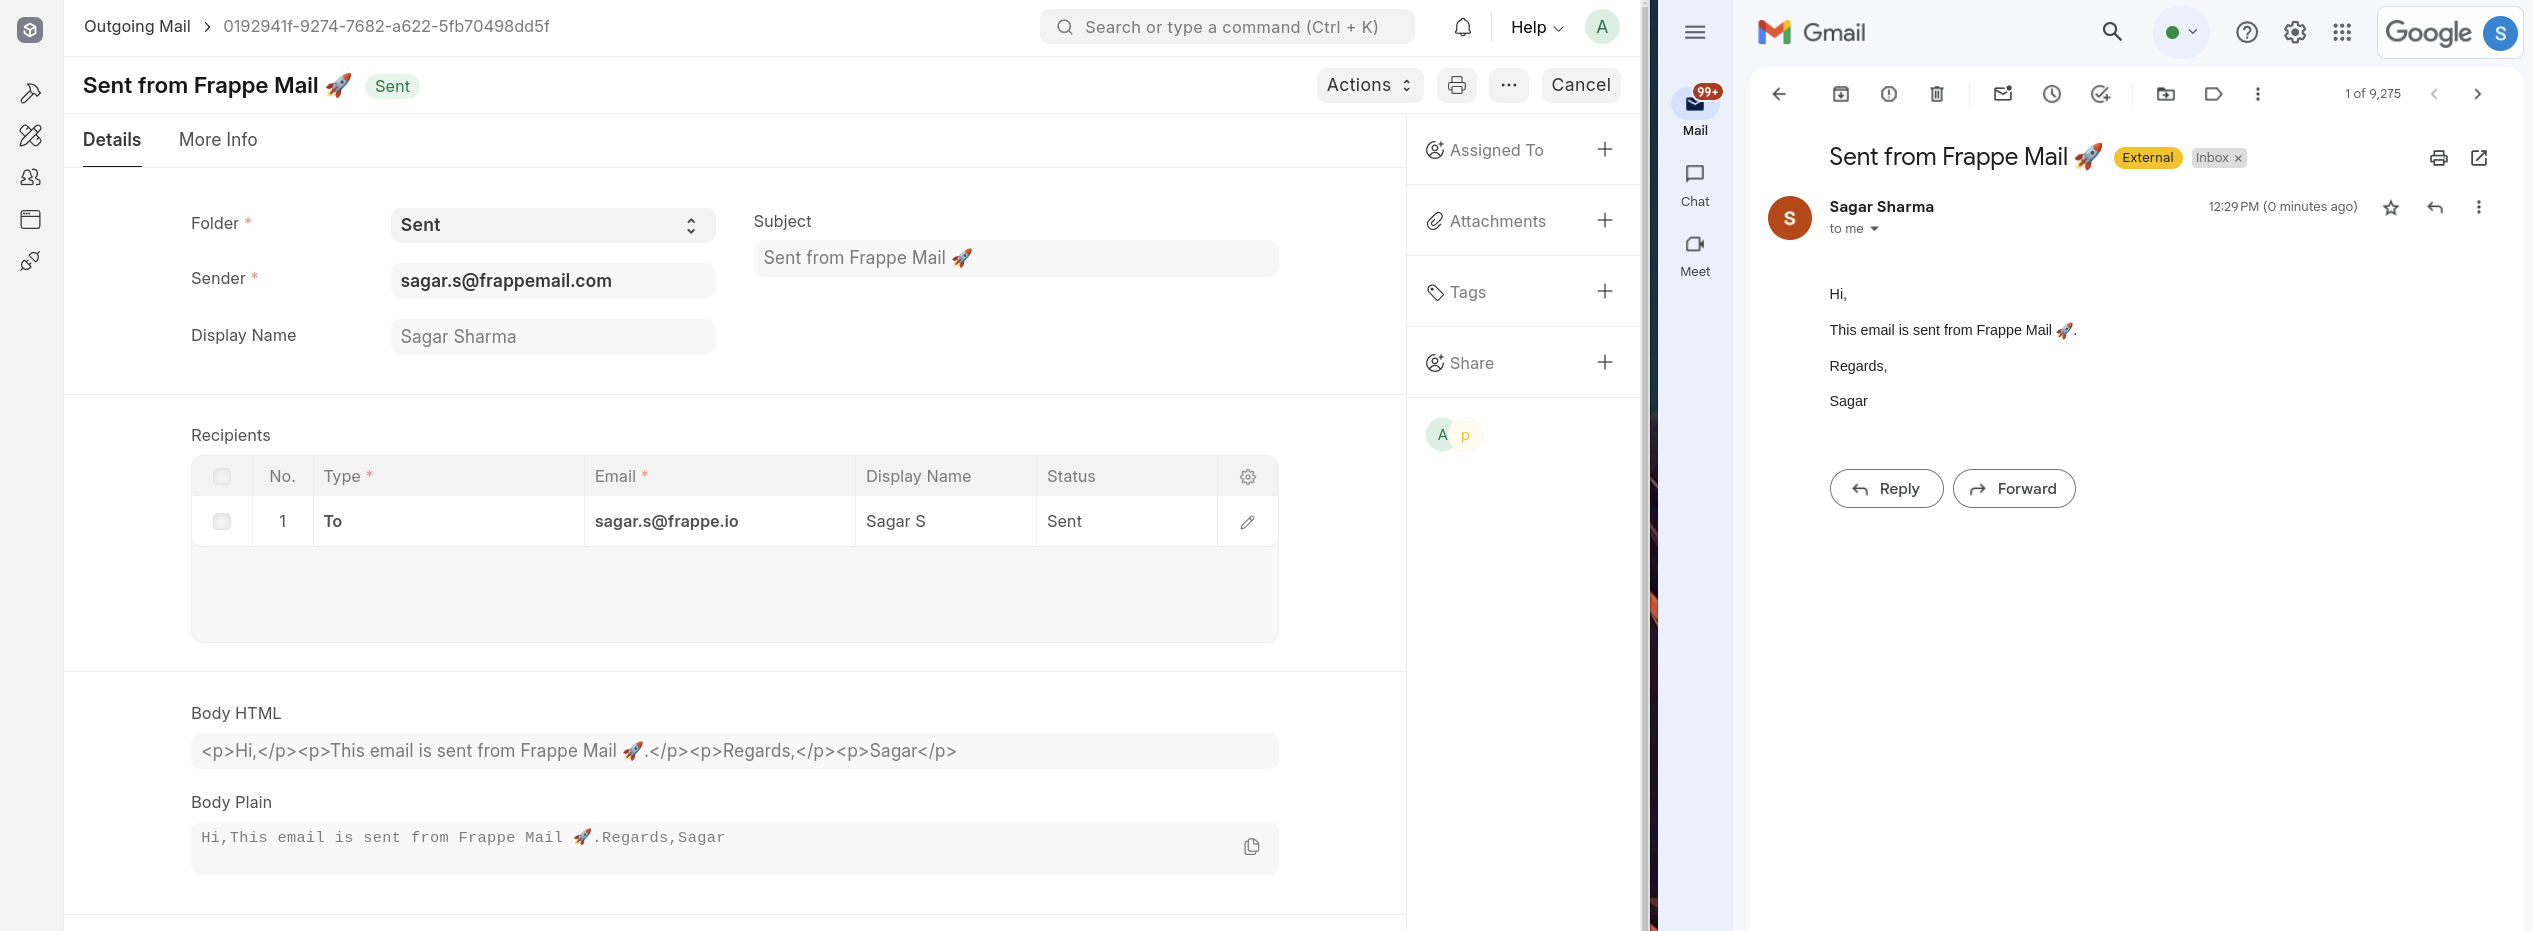 Outgoing Mail > 0192941f-9274-7682-a622-5fb70498dd5f
Search or type a command (Ctrl + K)
Help
A
Sent from Frappe Mail 🚀
Sent
Actions
...
Cancel
Details
More Info
Folder *
Sent
Sender *
sagar.s@frappemail.com
Display Name
Sagar Sharma
Subject
Sent from Frappe Mail 🚀
Recipients
No. Type * Email * Display Name Status
1 To sagar.s@frappe.io Sagar S Sent
Body HTML
<p>Hi,</p><p>This email is sent from Frappe Mail 🚀.</p><p>Regards,</p><p>Sagar</p>
Body Plain
Hi,This email is sent from Frappe Mail 🚀.Regards,Sagar
Assigned To +
Attachments +
Tags +
Share +
A p
99+
Mail
Chat
Meet
Gmail
Google
S
1 of 9,275
Sent from Frappe Mail 🚀
External
Inbox ×
S
Sagar Sharma
12:29 PM (0 minutes ago)
to me
Hi,
This email is sent from Frappe Mail 🚀.
Regards,
Sagar
Reply
Forward